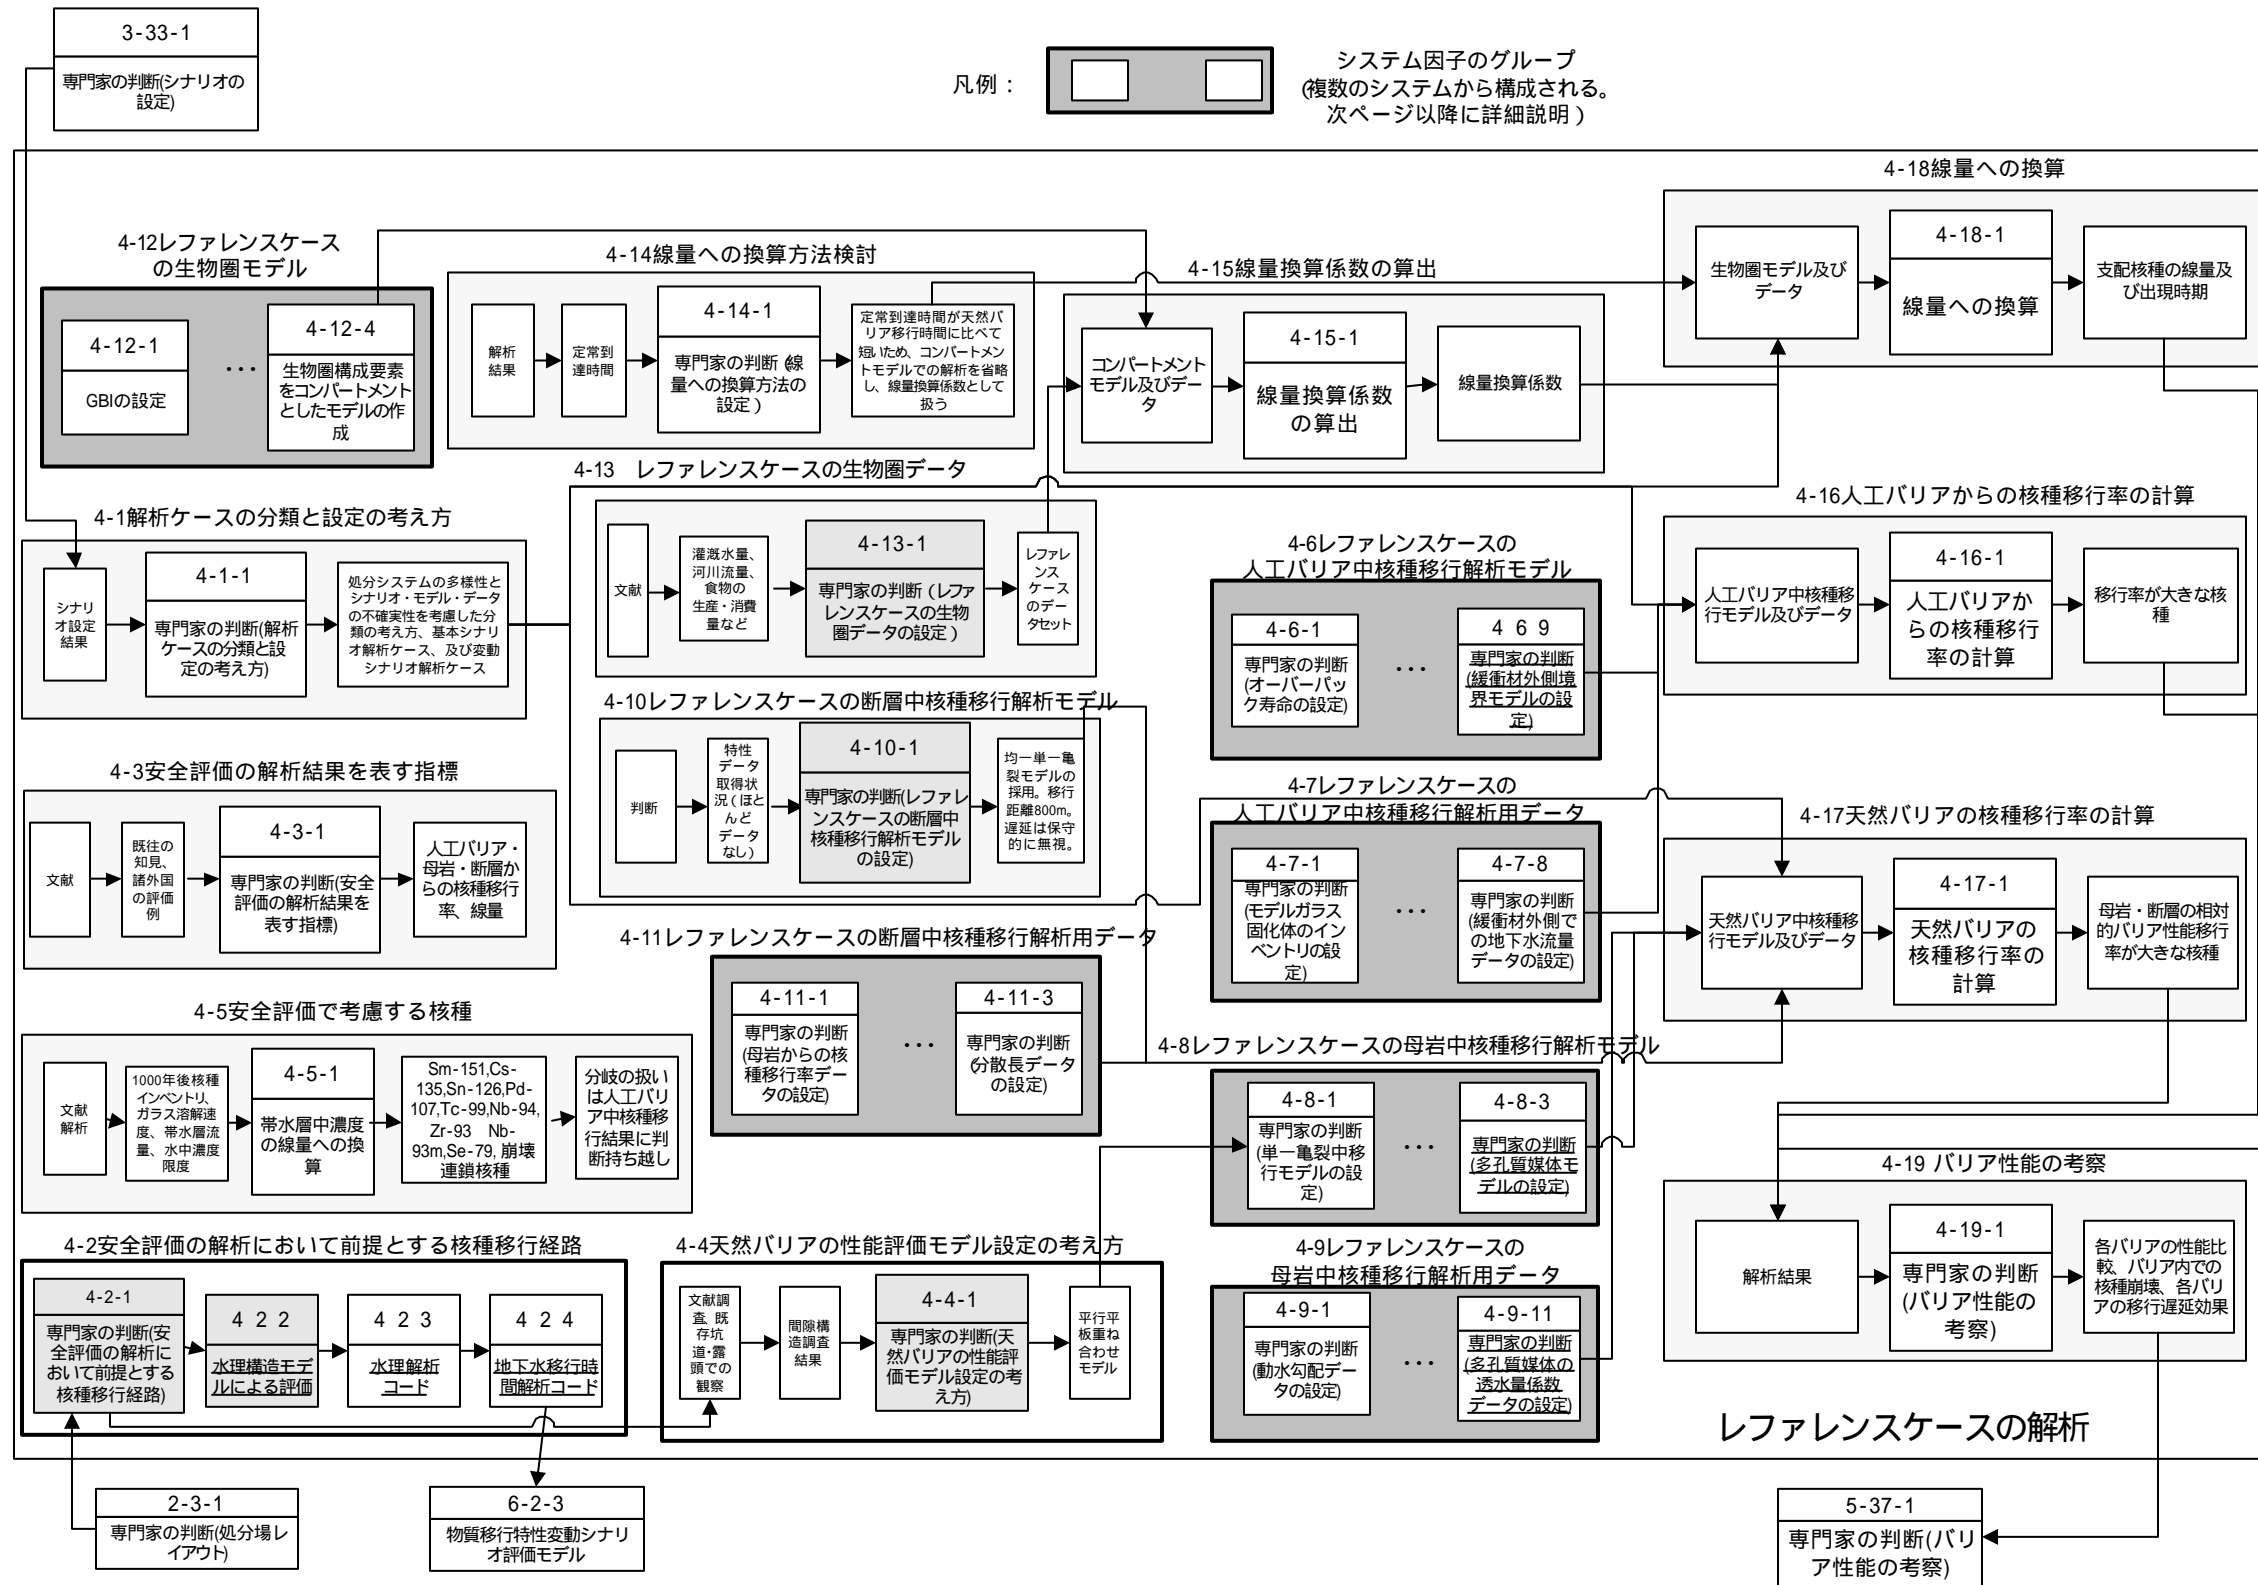 3-33-1
専門家の判断(シナリオの
設定)
凡例：
システム因子のグループ
(複数のシステムから構成される。
次ページ以降に詳細説明)
4-18線量への換算
生物圏モデル及び
データ
4-18-1
線量への換算
支配核種の線量及
び出現時期
4-12レファレンスケース
の生物圏モデル
4-12-1
GBIの設定
…
4-12-4
生物圏構成要素
をコンパートメント
としたモデルの作
成
4-14線量への換算方法検討
解析
結果
定常到
達時間
4-14-1
専門家の判断(線
量への換算方法の
設定)
定常到達時間が天然バ
リア移行時間に比べて
短いため、コンパートメン
トモデルでの解析を省略
し、線量換算係数として
扱う
4-15線量換算係数の算出
コンパートメント
モデル及びデー
タ
4-15-1
線量換算係数
の算出
線量換算係数
4-13 レファレンスケースの生物圏データ
文献
灌漑水量、
河川流量、
食物の
生産・消費
量など
4-13-1
専門家の判断(レファ
レンスケースの生物
圏データの設定)
レファレ
ンス
ケース
のデー
タセット
4-16人工バリアからの核種移行率の計算
人工バリア中核種移
行モデル及びデータ
4-16-1
人工バリアか
らの核種移行
率の計算
移行率が大きな核
種
4-1解析ケースの分類と設定の考え方
シナリ
オ設定
結果
4-1-1
専門家の判断(解析
ケースの分類と設
定の考え方)
処分システムの多様性と
シナリオ・モデル・データ
の不確実性を考慮した分
類の考え方、基本シナリ
オ解析ケース、及び変動
シナリオ解析ケース
4-6レファレンスケースの
人工バリア中核種移行解析モデル
4-6-1
専門家の判断
(オーバーパッ
ク寿命の設定)
…
4 6 9
専門家の判断
(緩衝材外側境
界モデルの設
定)
4-10レファレンスケースの断層中核種移行解析モデル
判断
特性
データ
取得状
況(ほと
んど
データ
なし)
4-10-1
専門家の判断(レファレ
ンスケースの断層中
核種移行解析モデル
の設定)
均一単一亀
裂モデルの
採用。移行
距離800m。
遅延は保守
的に無視。
4-3安全評価の解析結果を表す指標
文献
既往の
知見、
諸外国
の評価
例
4-3-1
専門家の判断(安全
評価の解析結果を
表す指標)
人工バリア・
母岩・断層か
らの核種移行
率、線量
4-7レファレンスケースの
人工バリア中核種移行解析用データ
4-7-1
専門家の判断
(モデルガラス
固化体のイン
ベントリの設
定)
…
4-7-8
専門家の判断
(緩衝材外側で
の地下水流量
データの設定)
4-17天然バリアの核種移行率の計算
天然バリア中核種移
行モデル及びデータ
4-17-1
天然バリアの
核種移行率の
計算
母岩・断層の相対
的バリア性能移行
率が大きな核種
4-11レファレンスケースの断層中核種移行解析用データ
4-11-1
専門家の判断
(母岩からの核
種移行率デー
タの設定)
…
4-11-3
専門家の判断
(分散長データ
の設定)
4-5安全評価で考慮する核種
文献
解析
1000年後核種
インベントリ、
ガラス溶解速
度、帯水層流
量、水中濃度
限度
4-5-1
帯水層中濃度
の線量への換
算
Sm-151,Cs-
135,Sn-126,Pd-
107,Tc-99,Nb-94,
Zr-93 Nb-
93m,Se-79, 崩壊
連鎖核種
分岐の扱い
は人工バリ
ア中核種移
行結果に判
断持ち越し
4-8レファレンスケースの母岩中核種移行解析モデル
4-8-1
専門家の判断
(単一亀裂中移
行モデルの設
定)
…
4-8-3
専門家の判断
(多孔質媒体モ
デルの設定)
4-19 バリア性能の考察
解析結果
4-19-1
専門家の判断
(バリア性能の
考察)
各バリアの性能比
較、バリア内での
核種崩壊、各バリ
アの移行遅延効果
4-2安全評価の解析において前提とする核種移行経路
4-2-1
専門家の判断(安
全評価の解析に
おいて前提とする
核種移行経路)
4 2 2
水理構造モデ
ルによる評価
4 2 3
水理解析
コード
4 2 4
地下水移行時
間解析コード
4-4天然バリアの性能評価モデル設定の考え方
文献調
査、既
存坑
道・露
頭での
観察
間隙構
造調査
結果
4-4-1
専門家の判断(天
然バリアの性能評
価モデル設定の考
え方)
平行平
板重ね
合わせ
モデル
4-9レファレンスケースの
母岩中核種移行解析用データ
4-9-1
専門家の判断
(動水勾配デー
タの設定)
…
4-9-11
専門家の判断
(多孔質媒体の
透水量係数
データの設定)
レファレンスケースの解析
2-3-1
専門家の判断(処分場レ
イアウト)
6-2-3
物質移行特性変動シナリ
オ評価モデル
5-37-1
専門家の判断(バリ
ア性能の考察)